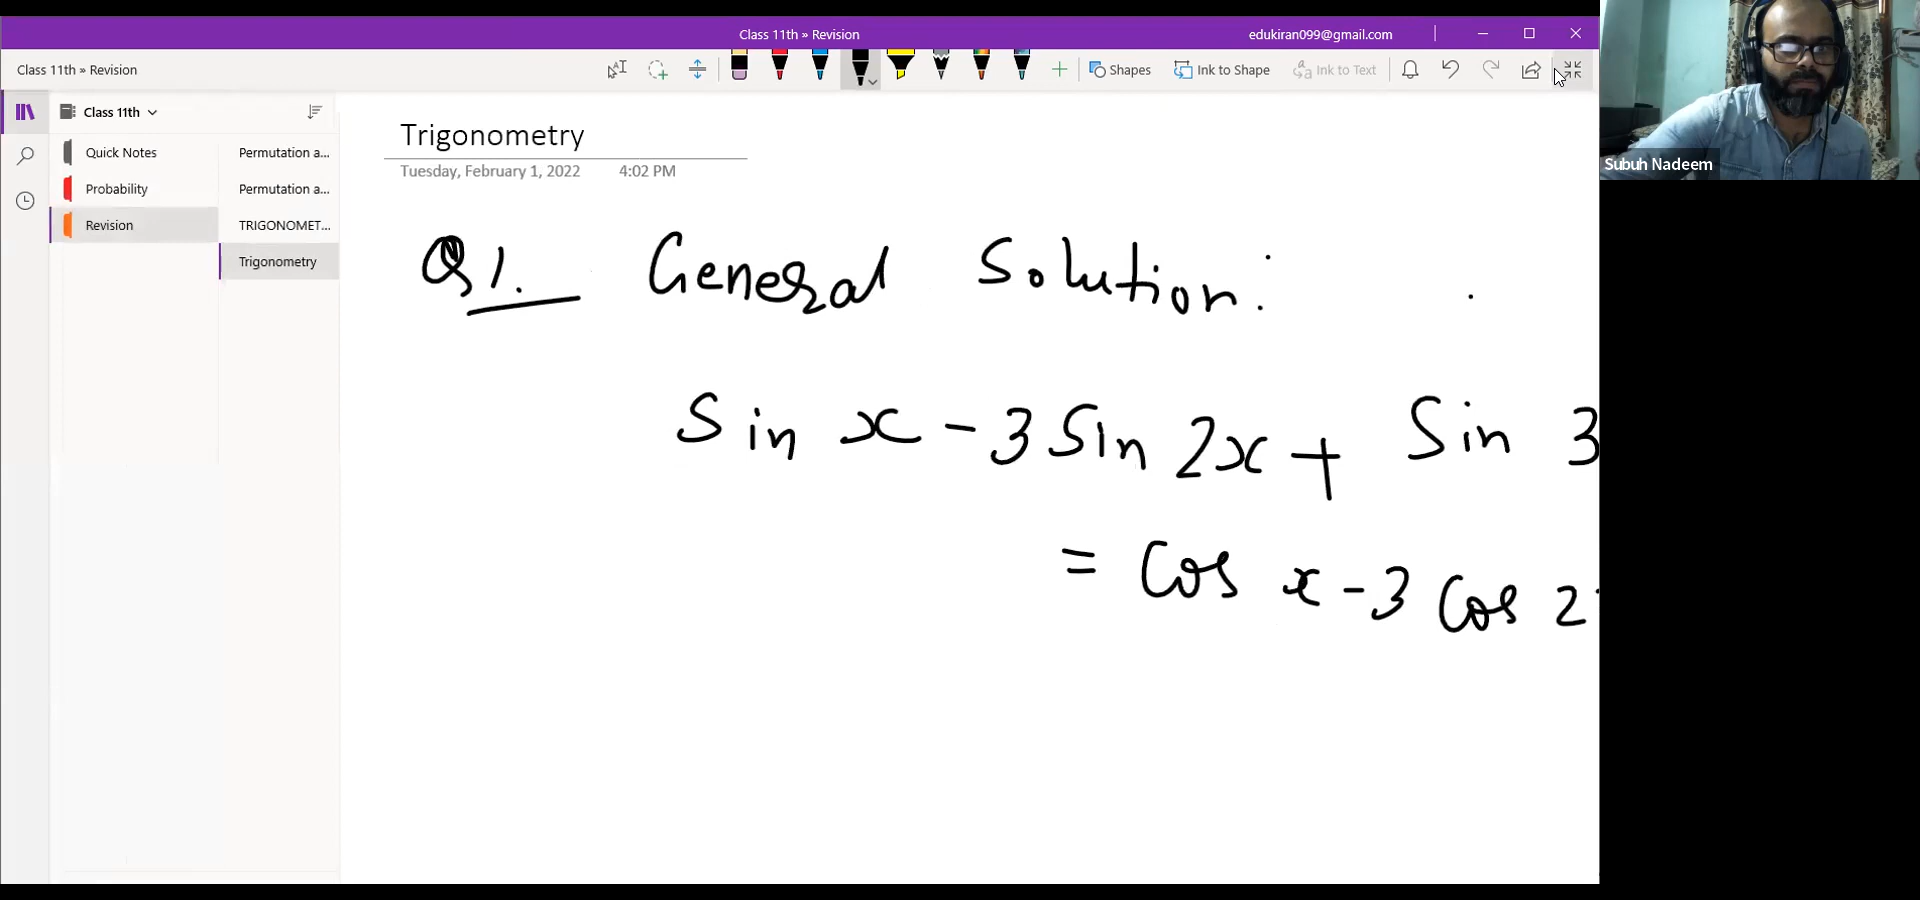 Class 11th » Revision
edukiran099@gmail.com
Class 11th » Revision
Shapes
Ink to Shape
Ink to Text
Class 11th
Quick Notes
Probability
Revision
Permutation a...
Permutation a...
TRIGONOMET...
Trigonometry
Trigonometry
Tuesday, February 1, 2022 4:02 PM
Q1. General Solution:
Sin x - 3 Sin 2x + Sin 3
= Cos x - 3 Cos 2
Subuh Nadeem